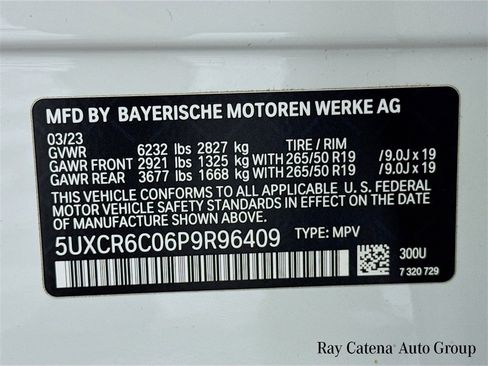 MFD BY BAYERISCHE MOTOREN WERKE AG
03/23
GVWR 6232 lbs 2827 kg TIRE / RIM
GAWR FRONT 2921 lbs 1325 kg WITH 265/50 R19 /9.0J x 19
GAWR REAR 3677 lbs 1668 kg WITH 265/50 R19 /9.0J x 19
THIS VEHICLE CONFORMS TO ALL APPLICABLE U. S. FEDERAL
MOTOR VEHICLE SAFETY STANDARDS IN EFFECT ON THE
DATE OF MANUFACTURE SHOWN ABOVE.
5UXCR6C06P9R96409 TYPE: MPV
300U
7 320 729
Ray Catena Auto Group